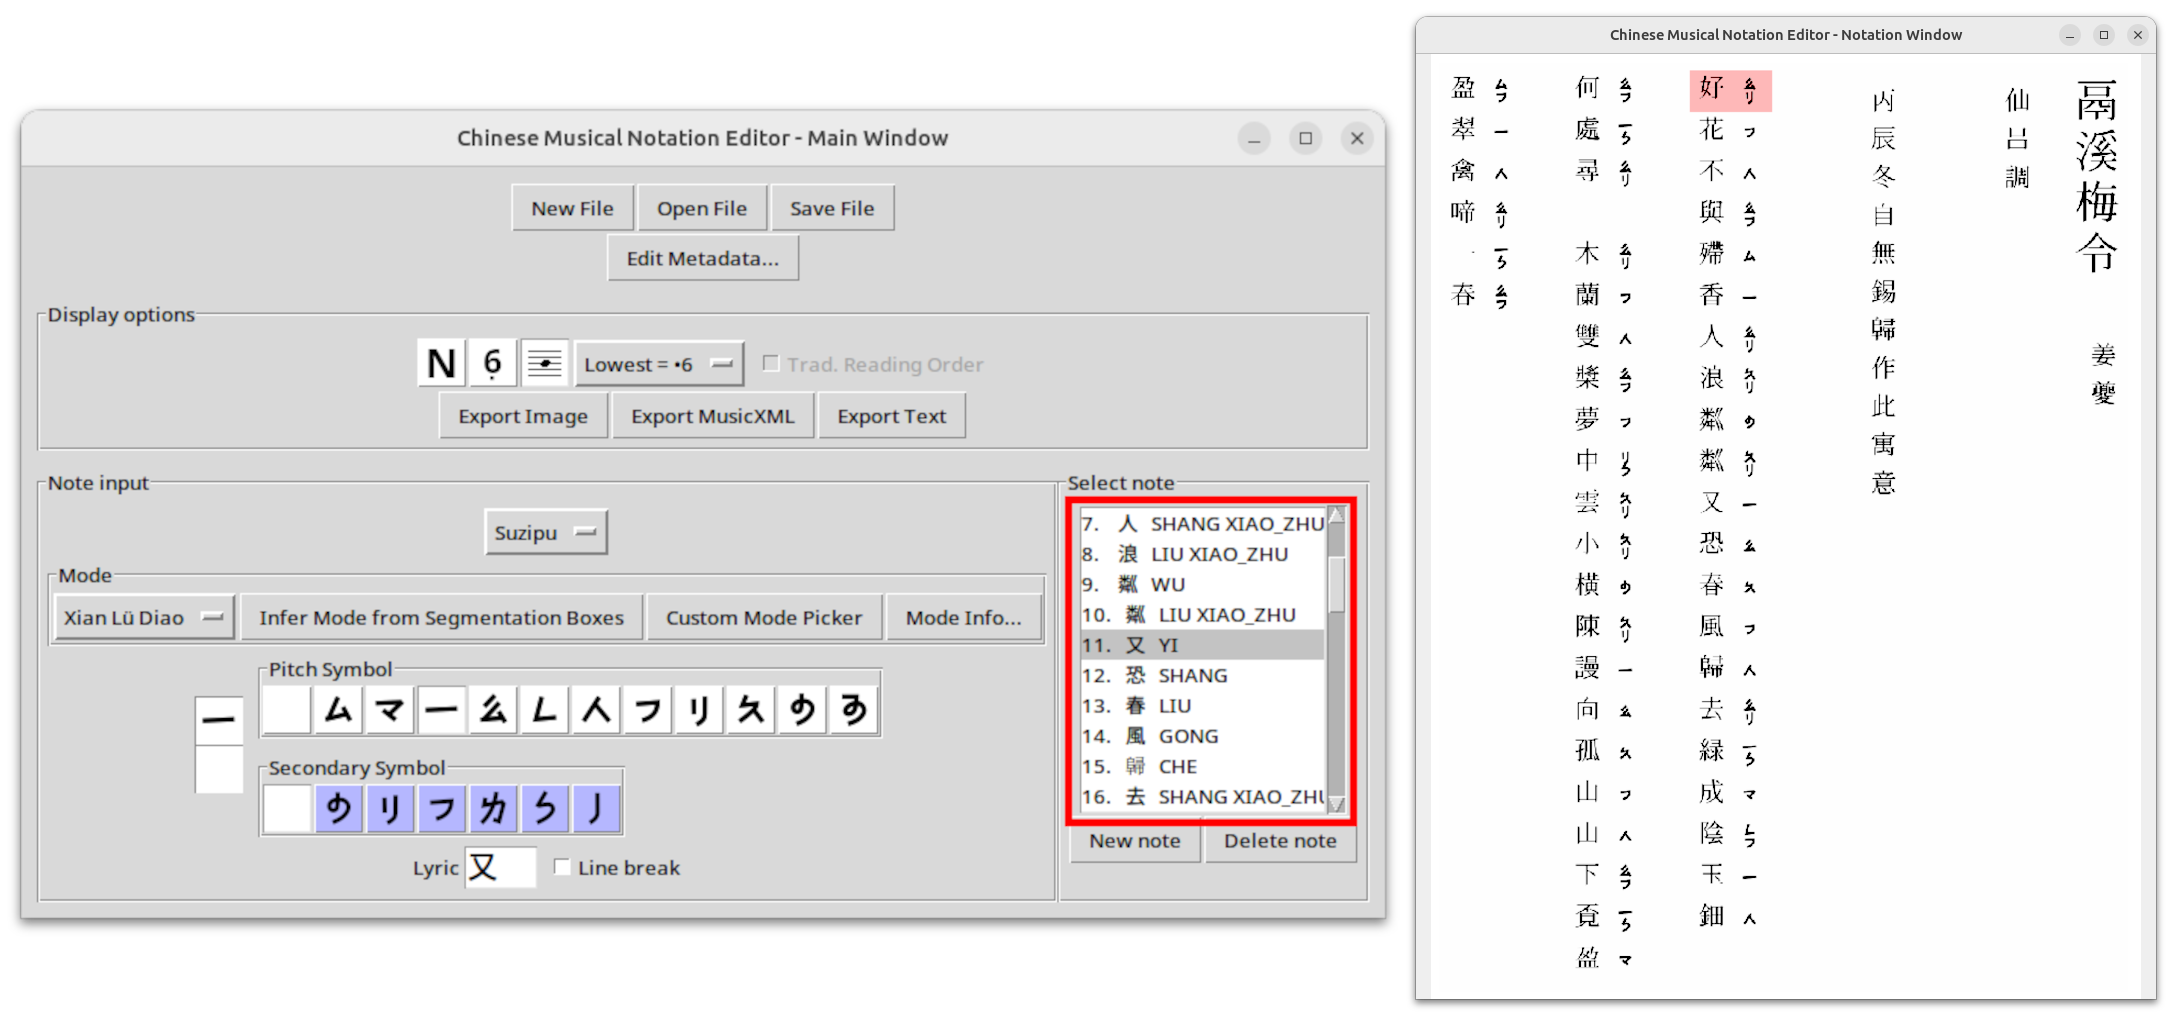 Chinese Musical Notation Editor - Main Window
New File
Open File
Save File
Edit Metadata...
Display options
N
6̣
Lowest = •6
Trad. Reading Order
Export Image
Export MusicXML
Export Text
Note input
Suzipu
Mode
Xian Lü Diao
Infer Mode from Segmentation Boxes
Custom Mode Picker
Mode Info...
Pitch Symbol
Secondary Symbol
Lyric 又
Line break
Select note
7. 人 SHANG XIAO_ZHU
8. 浪 LIU XIAO_ZHU
9. 粼 WU
10. 粼 LIU XIAO_ZHU
11. 又 YI
12. 恐 SHANG
13. 春 LIU
14. 風 GONG
15. 歸 CHE
16. 去 SHANG XIAO_ZHU
New note
Delete note
Chinese Musical Notation Editor - Notation Window
鬲溪梅令
姜夔
仙吕調
丙辰冬自無錫歸作此寓意
好花不與殢香人浪粼粼又恐春風歸去緑成陰玉鈿
何處尋
木蘭雙槳夢中雲小橫陳謾向孤山山下覔盈
盈翠禽啼
春